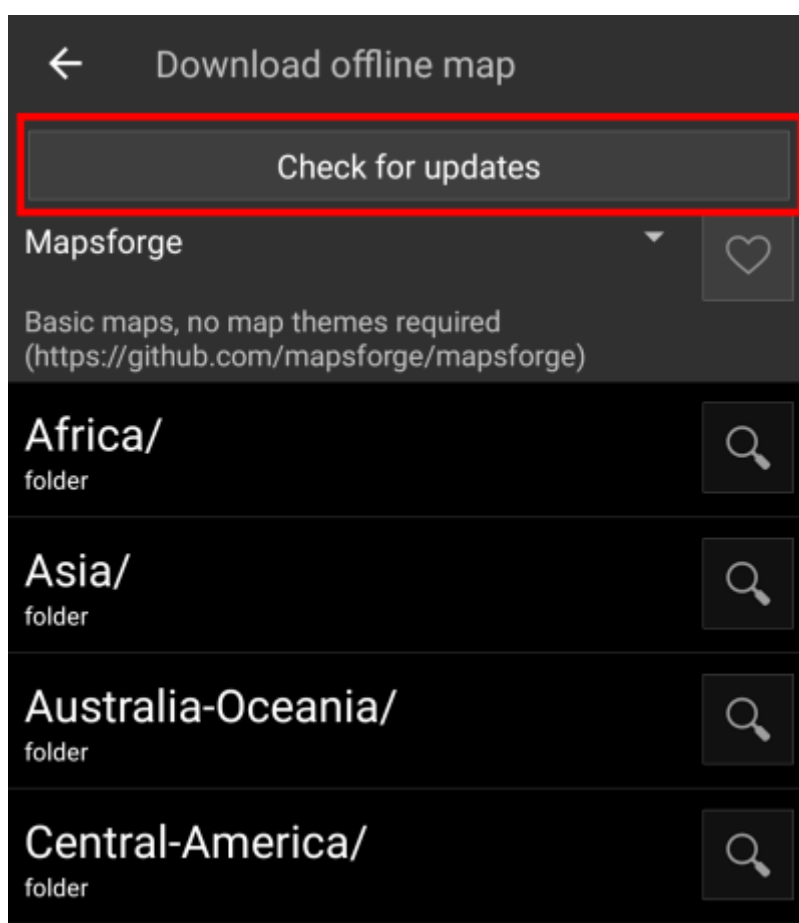 Download offline map
Check for updates
Mapsforge
Basic maps, no map themes required
(https://github.com/mapsforge/mapsforge)
Africa/
folder
Asia/
folder
Australia-Oceania/
folder
Central-America/
folder